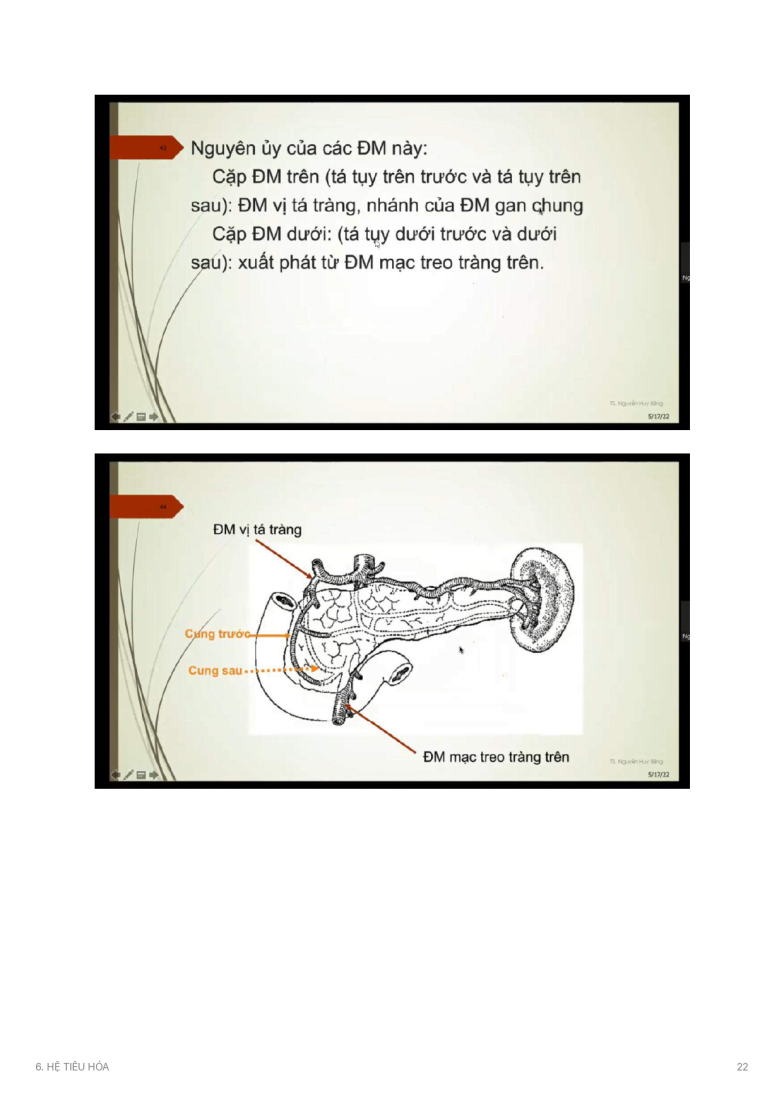 43
Nguyên ủy của các ĐM này:
Cặp ĐM trên (tá tụy trên trước và tá tụy trên
sau): ĐM vị tá tràng, nhánh của ĐM gan chung
Cặp ĐM dưới: (tá tụy dưới trước và dưới
sau): xuất phát từ ĐM mạc treo tràng trên.
Ng
TS. Nguyễn Huy Bằng
5/17/22
44
ĐM vị tá tràng
Cung trước
Cung sau
Ng
ĐM mạc treo tràng trên
TS. Nguyễn Huy Bằng
5/17/22
6. HỆ TIÊU HÓA
22